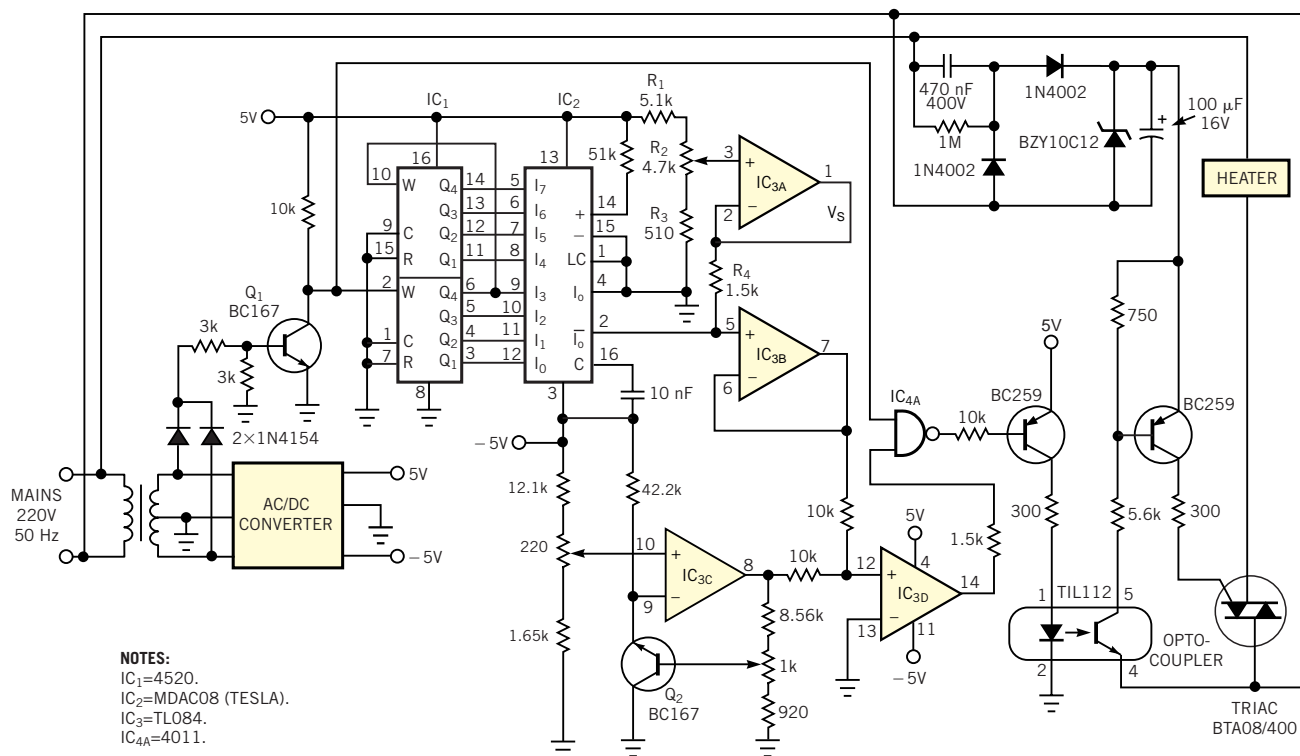 5V
IC1
IC2
R1
5.1k
470 nF
400V
1N4002
100 µF
16V
+
10k
16
13
51k
R2
4.7k
3
+
IC3A
1
1M
BZY10C12
HEATER
10
W
Q4
14
5
I7
Q3
13
6
I6
14
+
R3
510
2
−
VS
1N4002
9
C
Q2
12
7
I5
15
−
15
R
Q1
11
8
I4
1
LC
R4
1.5k
Q1
BC167
2
W
Q4
6
9
I3
4
Io
Q3
5
10
I2
750
3k
1
C
Q2
4
11
I1
2
Io
5
+
IC3B
7
5V
3k
7
R
Q1
3
12
I0
16
C
6
−
8
3
10 nF
IC4A
BC259
BC259
2×1N4154
−5V
10k
MAINS
220V
50 Hz
AC/DC
CONVERTER
5V
−5V
12.1k
42.2k
10k
5V
300
5.6k
300
220
10
+
IC3C
8
10k
12
+
4
IC3D
14
1.5k
9
−
13
−
11
1
TIL112
5
8.56k
1.65k
−5V
2
4
OPTO-
COUPLER
1k
Q2
BC167
920
TRIAC
BTA08/400
NOTES:
IC1=4520.
IC2=MDAC08 (TESLA).
IC3=TL084.
IC4A=4011.